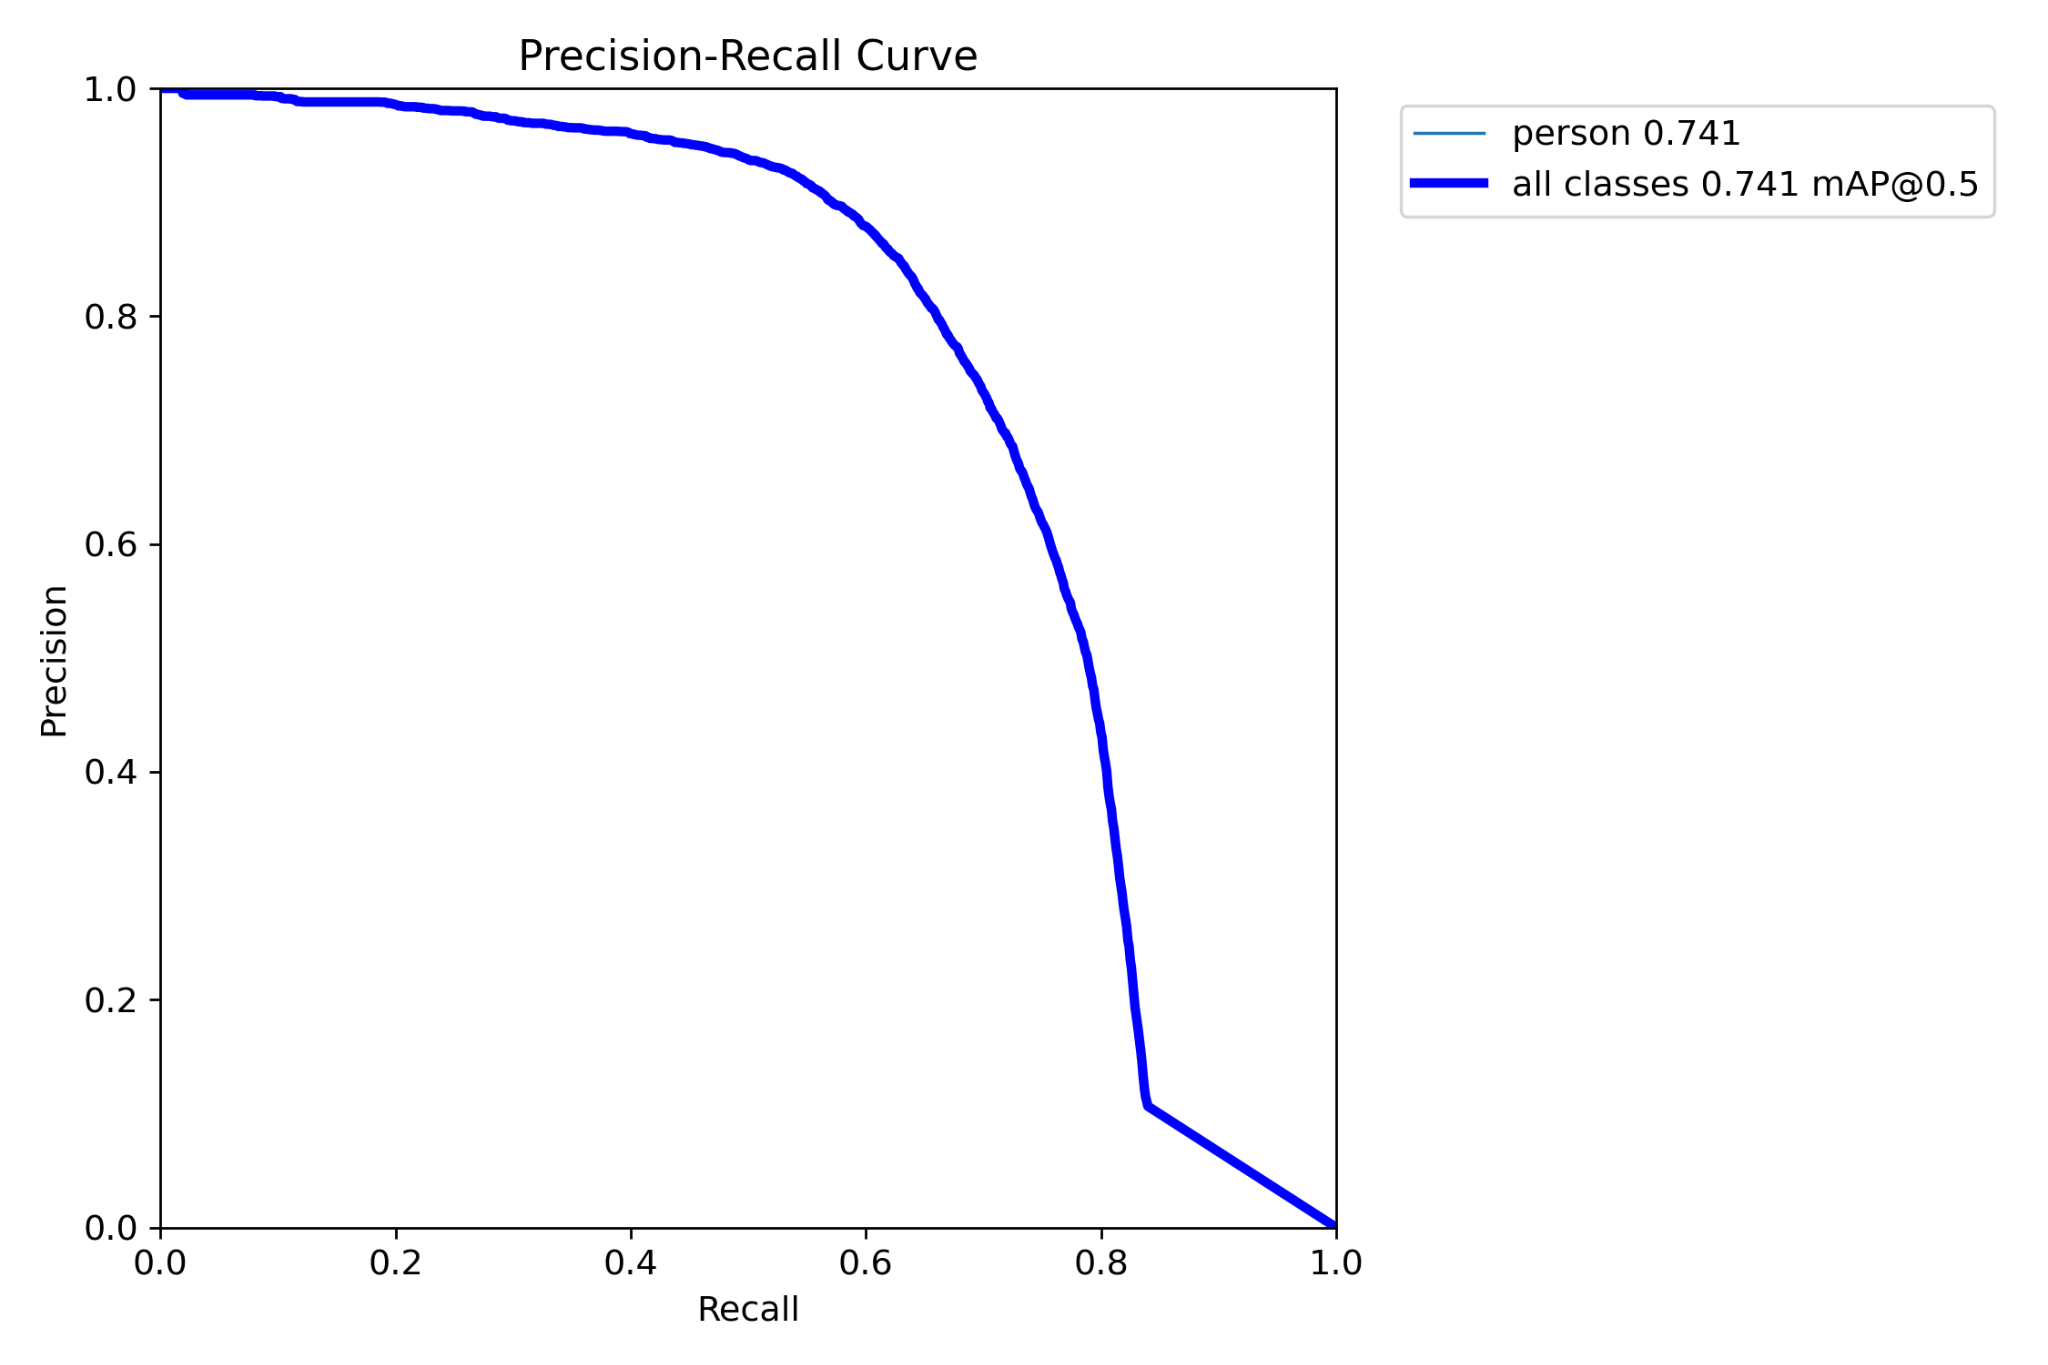 Precision-Recall Curve
person 0.741
all classes 0.741 mAP@0.5
1.0
0.8
0.6
0.4
0.2
0.0
Precision
0.0 0.2 0.4 0.6 0.8 1.0
Recall